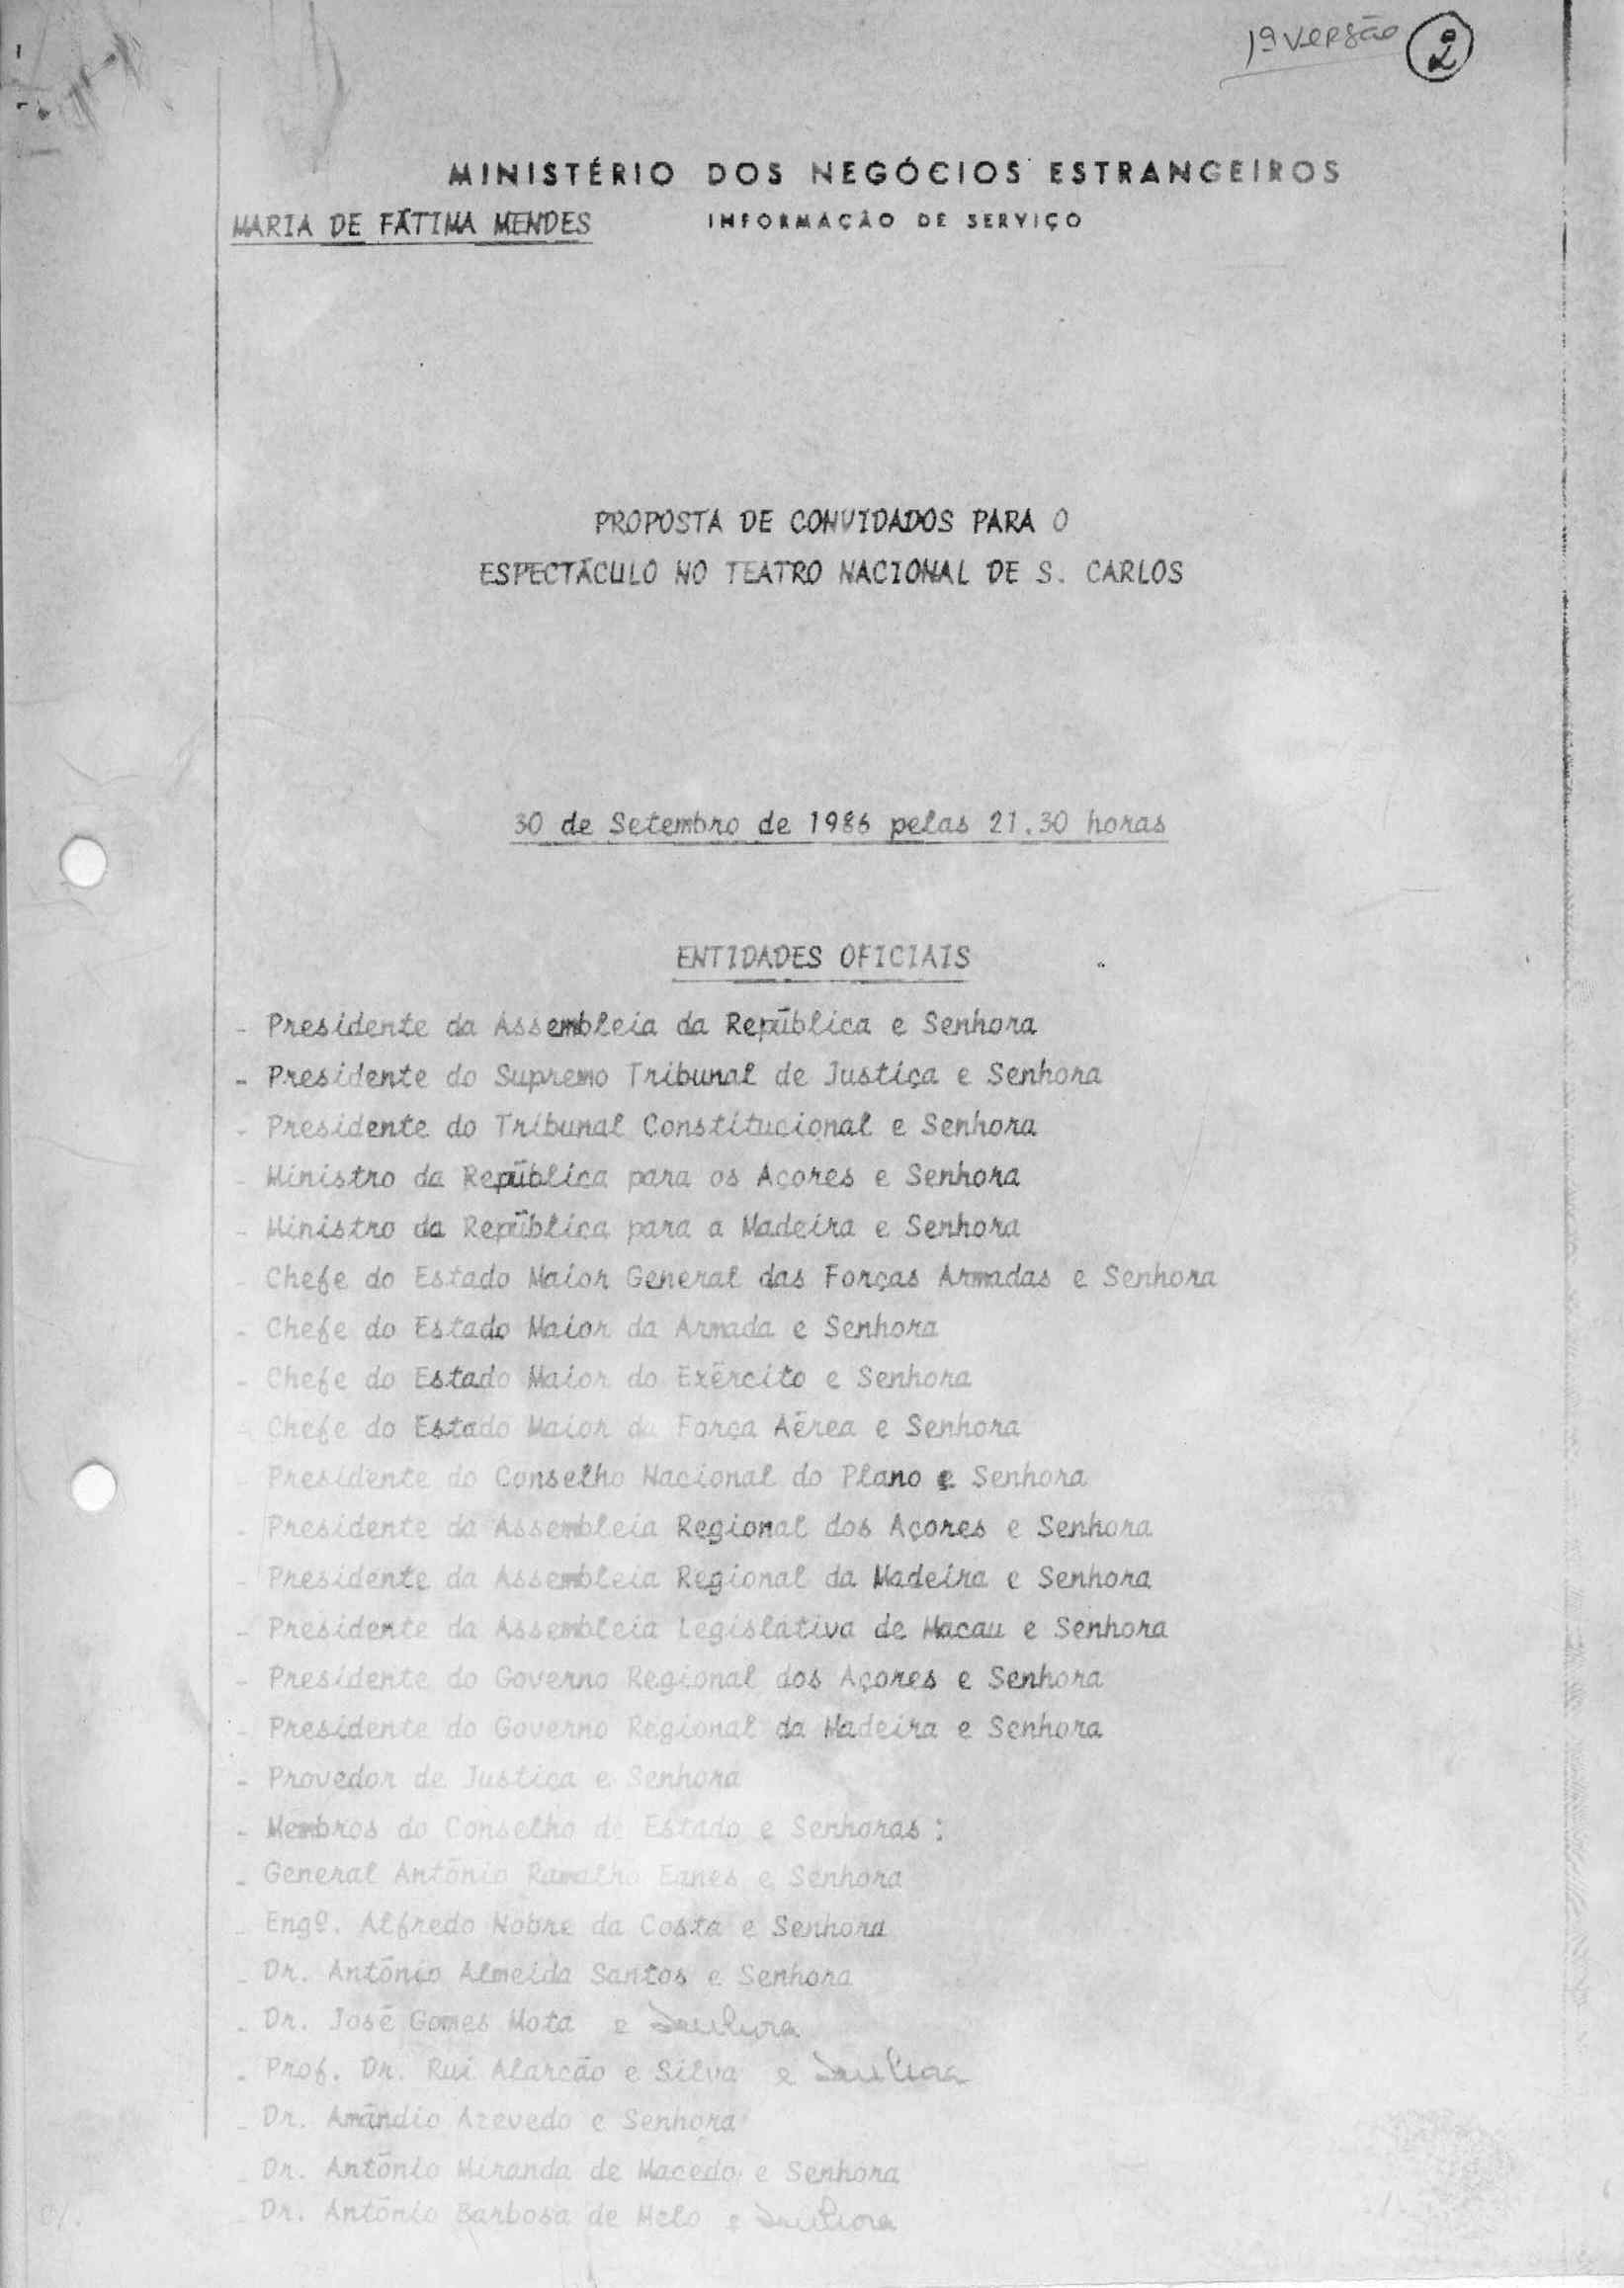 1ª versão 2
MINISTÉRIO DOS NEGÓCIOS ESTRANGEIROS
MARIA DE FÁTIMA MENDES
INFORMAÇÃO DE SERVIÇO
PROPOSTA DE CONVIDADOS PARA O
ESPECTÁCULO NO TEATRO NACIONAL DE S. CARLOS
30 de Setembro de 1986 pelas 21.30 horas
ENTIDADES OFICIAIS
- Presidente da Assembleia da República e Senhora
- Presidente do Supremo Tribunal de Justiça e Senhora
- Presidente do Tribunal Constitucional e Senhora
- Ministro da República para os Açores e Senhora
- Ministro da República para a Madeira e Senhora
- Chefe do Estado Maior General das Forças Armadas e Senhora
- Chefe do Estado Maior da Armada e Senhora
- Chefe do Estado Maior do Exército e Senhora
- Chefe do Estado Maior da Força Aérea e Senhora
- Presidente do Conselho Nacional do Plano e Senhora
- Presidente da Assembleia Regional dos Açores e Senhora
- Presidente da Assembleia Regional da Madeira e Senhora
- Presidente da Assembleia Legislativa de Macau e Senhora
- Presidente do Governo Regional dos Açores e Senhora
- Presidente do Governo Regional da Madeira e Senhora
- Provedor de Justiça e Senhora
- Membros do Conselho de Estado e Senhoras :
- General António Ramalho Eanes e Senhora
- Engº. Alfredo Nobre da Costa e Senhora
- Dr. António Almeida Santos e Senhora
- Dr. José Gomes Mota e Senhora
- Prof. Dr. Rui Alarcão e Silva e Senhora
- Dr. Amândio Azevedo e Senhora
- Dr. António Miranda de Macedo e Senhora
- Dr. António Barbosa de Melo e Senhora